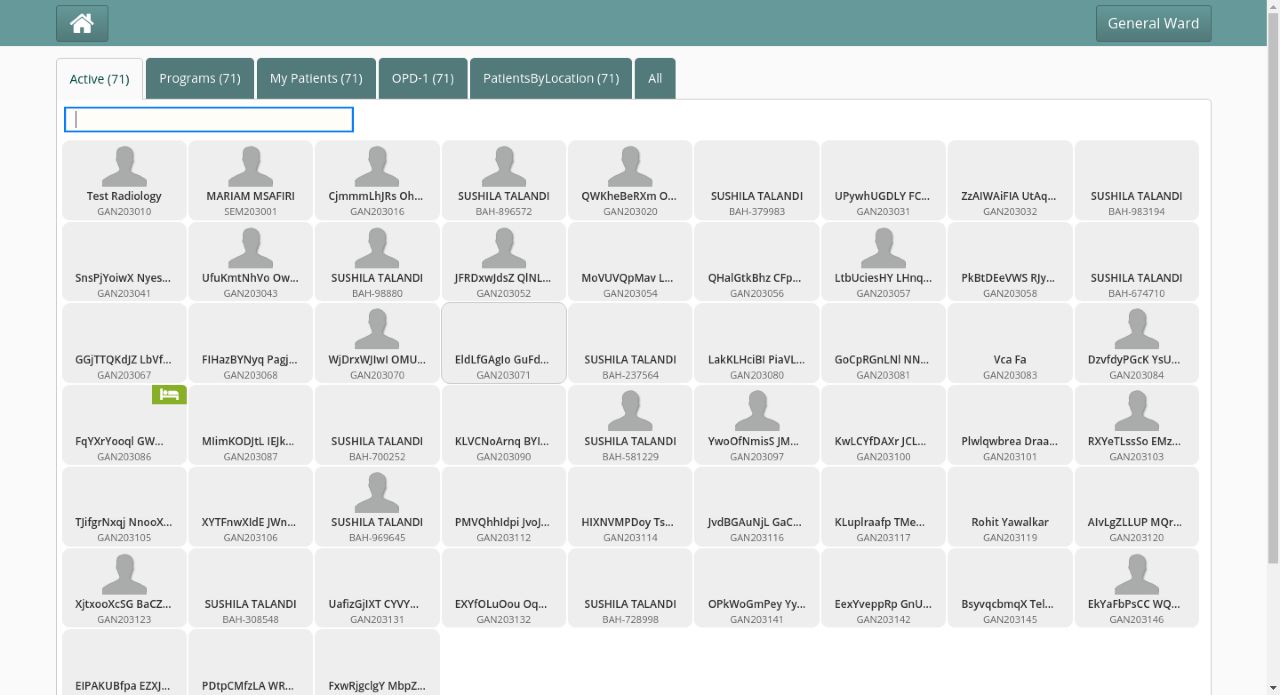 General Ward
Active (71)
Programs (71)
My Patients (71)
OPD-1 (71)
PatientsByLocation (71)
All
Test Radiology
GAN203010
MARIAM MSAFIRI
SEM203001
CjmmmLhJRs Oh...
GAN203016
SUSHILA TALANDI
BAH-896572
QWKheBeRXm O...
GAN203020
SUSHILA TALANDI
BAH-379983
UPywhUGDLY FC...
GAN203031
ZzAIWAiFIA UtAq...
GAN203032
SUSHILA TALANDI
BAH-983194
SnsPjYoiwX Nyes...
GAN203041
UfuKmtNhVo Ow...
GAN203043
SUSHILA TALANDI
BAH-98880
JFRDxwJdsZ QlNL...
GAN203052
MoVUVQpMav L...
GAN203054
QHalGtkBhz CFp...
GAN203056
LtbUciesHY LHnq...
GAN203057
PkBtDEeVWS RJy...
GAN203058
SUSHILA TALANDI
BAH-674710
GGjTTQKdJZ LbVf...
GAN203067
FIHazBYNyq Pagj...
GAN203068
WjDrxWJIwI OMU...
GAN203070
EldLfGAgIo GuFd...
GAN203071
SUSHILA TALANDI
BAH-237564
LakKLHciBI PiaVL...
GAN203080
GoCpRGnLNl NN...
GAN203081
Vca Fa
GAN203083
DzvfdyPGcK YsU...
GAN203084
FqYXrYooql GW...
GAN203086
MIimKODJtL IEJk...
GAN203087
SUSHILA TALANDI
BAH-700252
KLVCNoArnq BYI...
GAN203090
SUSHILA TALANDI
BAH-581229
YwoOfNmisS JM...
GAN203097
KwLCYfDAXr JCL...
GAN203100
Plwlqwbrea Draa...
GAN203101
RXYeTLssSo EMz...
GAN203103
TJifgrNxqj NnooX...
GAN203105
XYTFnwXIdE JWn...
GAN203106
SUSHILA TALANDI
BAH-969645
PMVQhhIdpi JvoJ...
GAN203112
HIXNVMPDoy Ts...
GAN203114
JvdBGAuNjL GaC...
GAN203116
KLuplraafp TMe...
GAN203117
Rohit Yawalkar
GAN203119
AIvLgZLLUP MQr...
GAN203120
XjtxooXcSG BaCZ...
GAN203123
SUSHILA TALANDI
BAH-308548
UafizGjIXT CYVY...
GAN203131
EXYfOLuOou Oq...
GAN203132
SUSHILA TALANDI
BAH-728998
OPkWoGmPey Yy...
GAN203141
EexYveppRp GnU...
GAN203142
BsyvqcbmqX Tel...
GAN203145
EkYaFbPsCC WQ...
GAN203146
EIPAKUBfpa EZXJ...
PDtpCMfzLA WR...
FxwRjgclgY MbpZ...